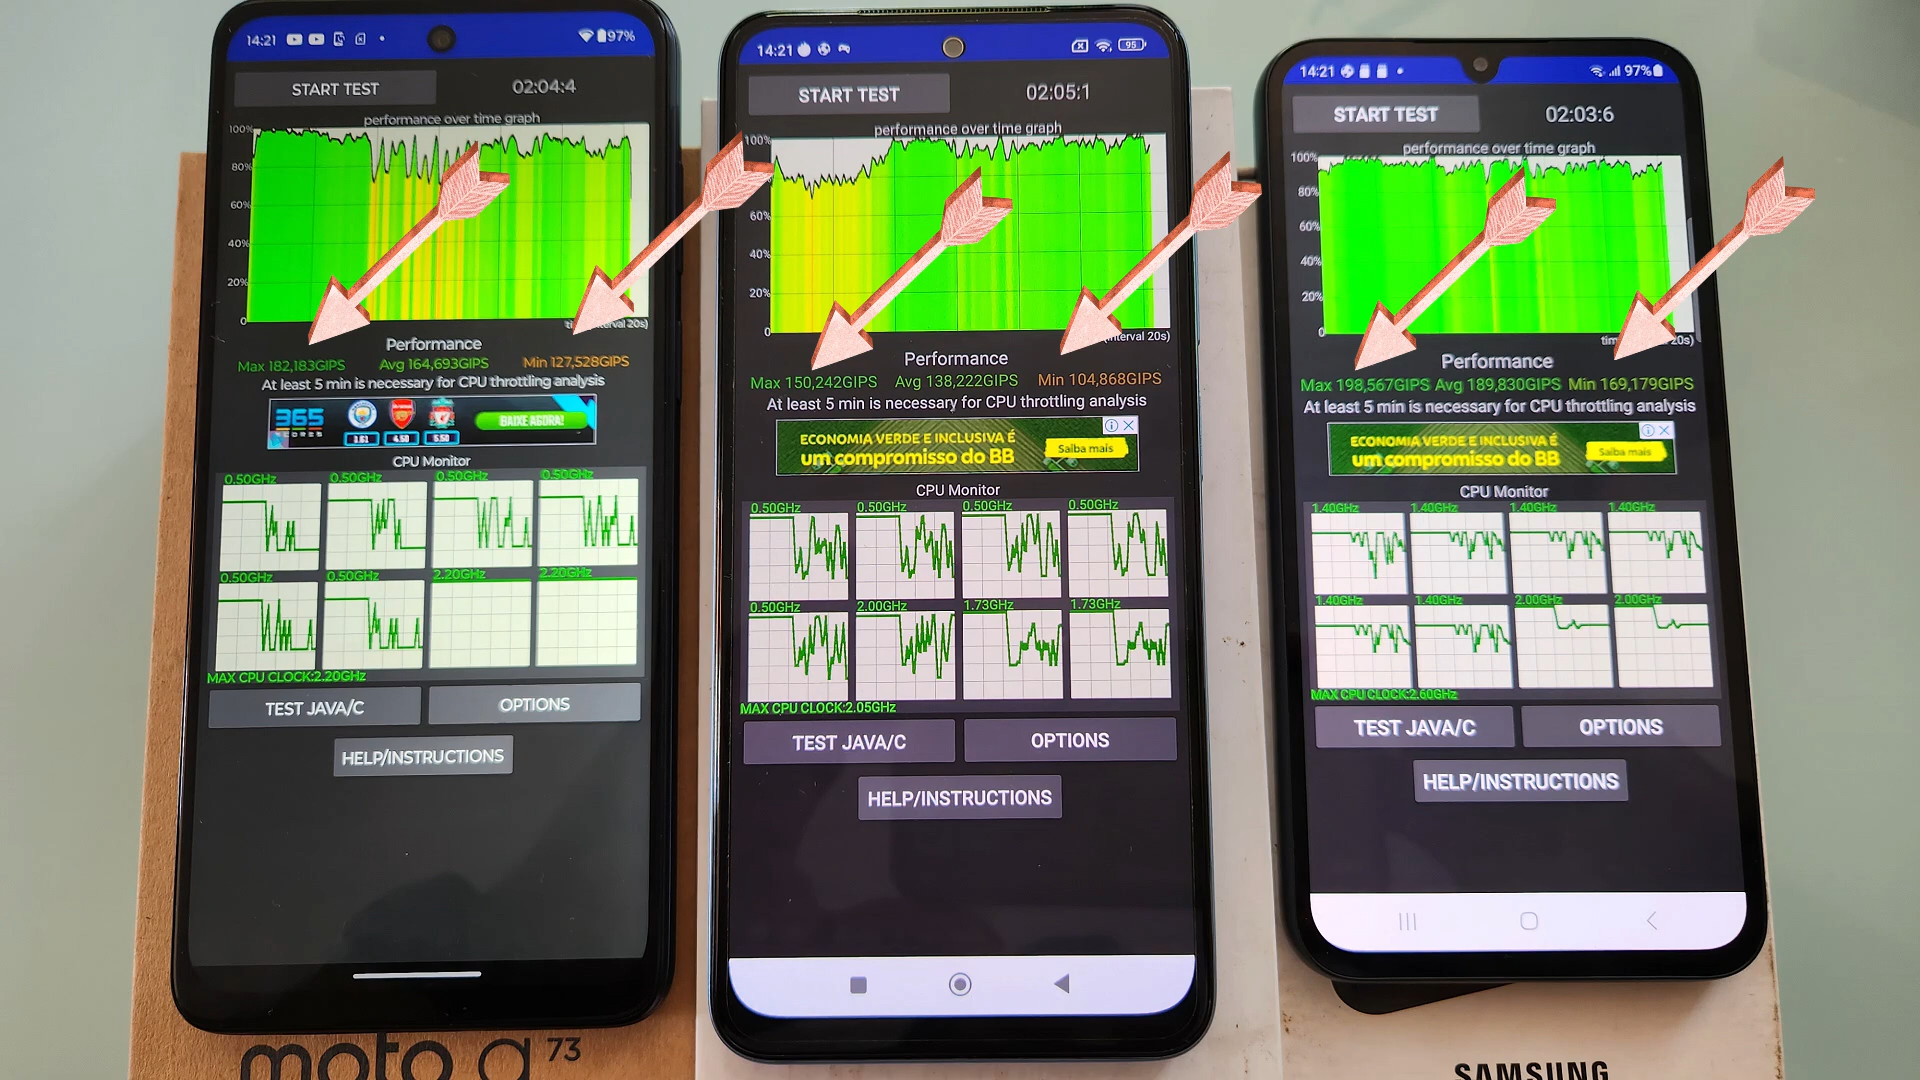 14:21
97%
START TEST
02:04:4
performance over time graph
100%
80%
60%
40%
20%
0
Performance
Max 182,183GIPS Avg 164,693GIPS Min 127,528GIPS
At least 5 min is necessary for CPU throttling analysis
365
SCORES
1.61 4.50 5.50
BAIXE AGORA!
CPU Monitor
0.50GHz 0.50GHz 0.50GHz 0.50GHz
0.50GHz 0.50GHz 2.20GHz 2.20GHz
MAX CPU CLOCK:2.20GHz
TEST JAVA/C
OPTIONS
HELP/INSTRUCTIONS
moto g 73
14:21
95
START TEST
02:05:1
performance over time graph
100%
60%
40%
20%
0
interval 20s)
Performance
Max 150,242GIPS Avg 138,222GIPS Min 104,868GIPS
At least 5 min is necessary for CPU throttling analysis
ECONOMIA VERDE E INCLUSIVA É
um compromisso do BB
Saiba mais
CPU Monitor
0.50GHz 0.50GHz 0.50GHz 0.50GHz
0.50GHz 2.00GHz 1.73GHz 1.73GHz
MAX CPU CLOCK:2.05GHz
TEST JAVA/C
OPTIONS
HELP/INSTRUCTIONS
14:21
97%
START TEST
02:03:6
performance over time graph
100%
80%
60%
40%
20%
0
20s)
Performance
Max 198,567GIPS Avg 189,830GIPS Min 169,179GIPS
At least 5 min is necessary for CPU throttling analysis
ECONOMIA VERDE E INCLUSIVA É
um compromisso do BB
Saiba mais
CPU Monitor
1.40GHz 1.40GHz 1.40GHz 1.40GHz
1.40GHz 1.40GHz 2.00GHz 2.00GHz
MAX CPU CLOCK:2.60GHz
TEST JAVA/C
OPTIONS
HELP/INSTRUCTIONS
SAMSUNG